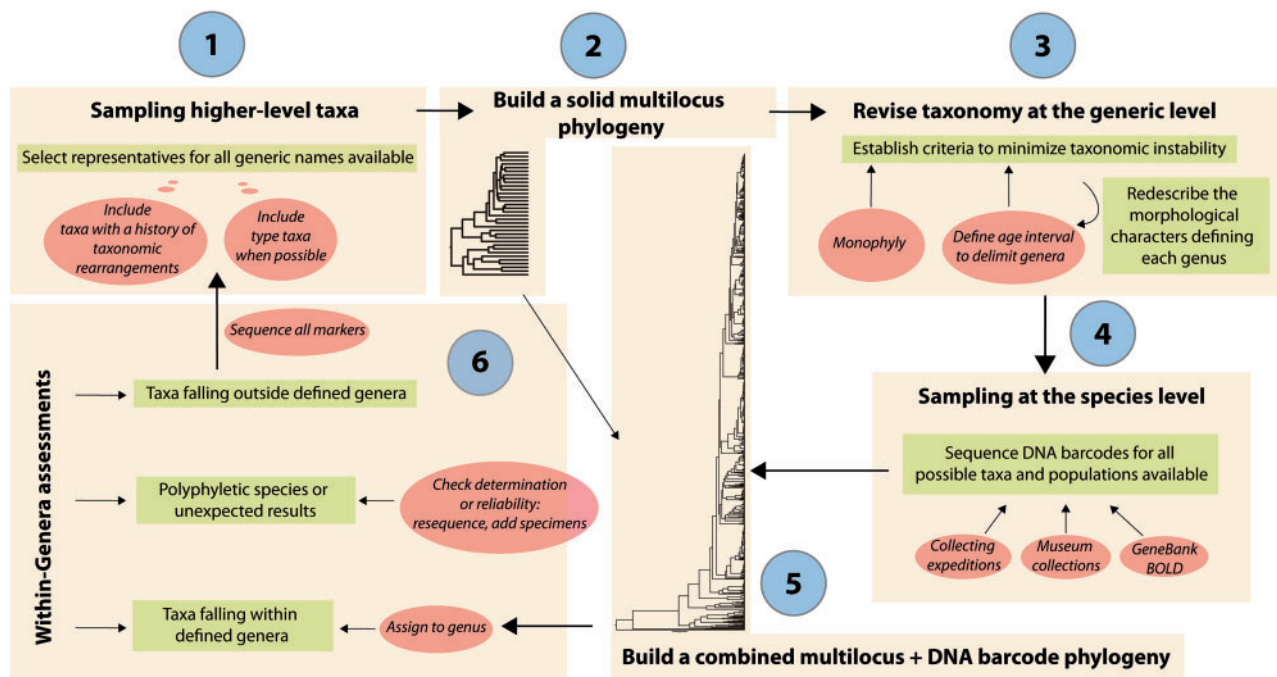 1
Sampling higher-level taxa
Select representatives for all generic names available
Include
taxa with a history of
taxonomic
rearrangements
Include
type taxa
when possible
2
Build a solid multilocus
phylogeny
3
Revise taxonomy at the generic level
Establish criteria to minimize taxonomic instability
Monophyly
Define age interval
to delimit genera
Redescribe the
morphological
characters defining
each genus
4
Sampling at the species level
Sequence DNA barcodes for all
possible taxa and populations available
Collecting
expeditions
Museum
collections
GeneBank
BOLD
5
Build a combined multilocus + DNA barcode phylogeny
6
Within-Genera assessments
Sequence all markers
Taxa falling outside defined genera
Polyphyletic species or
unexpected results
Check determination
or reliability:
resequence, add specimens
Taxa falling within
defined genera
Assign to genus